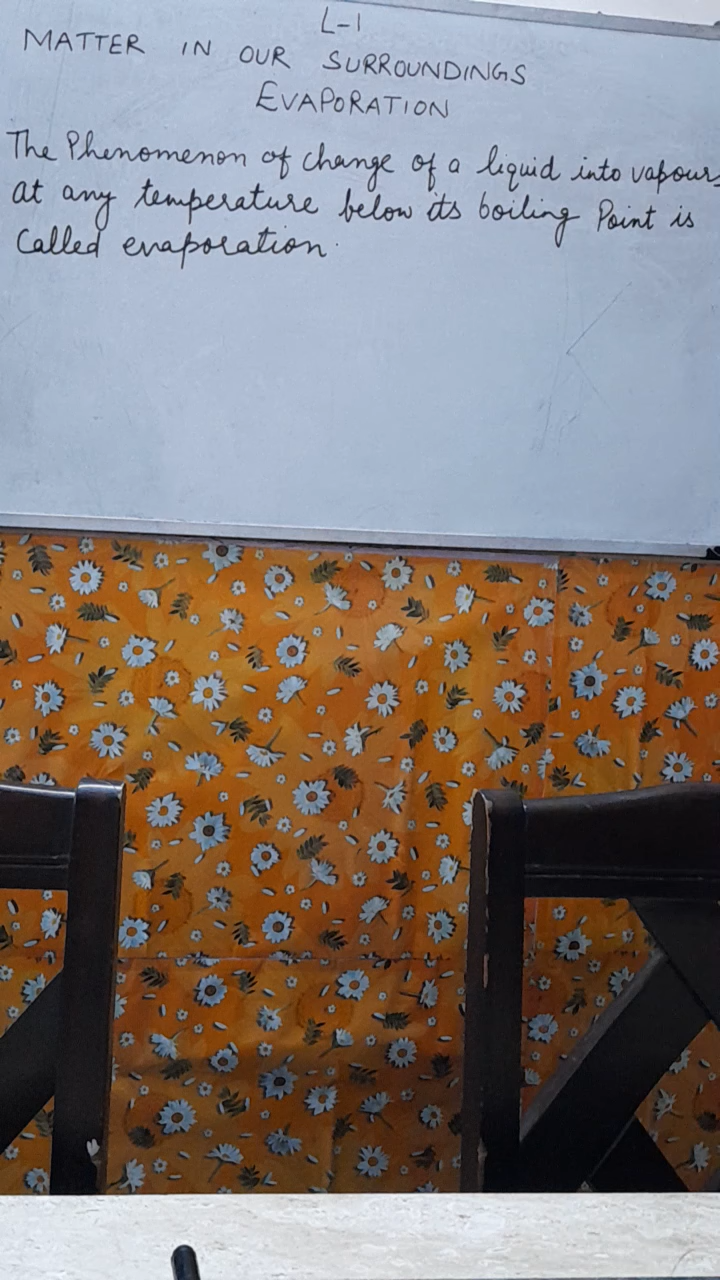 L-1
MATTER IN OUR SURROUNDINGS
EVAPORATION
The Phenomenon of change of a liquid into vapours
at any temperature below its boiling Point is
Called evaporation.